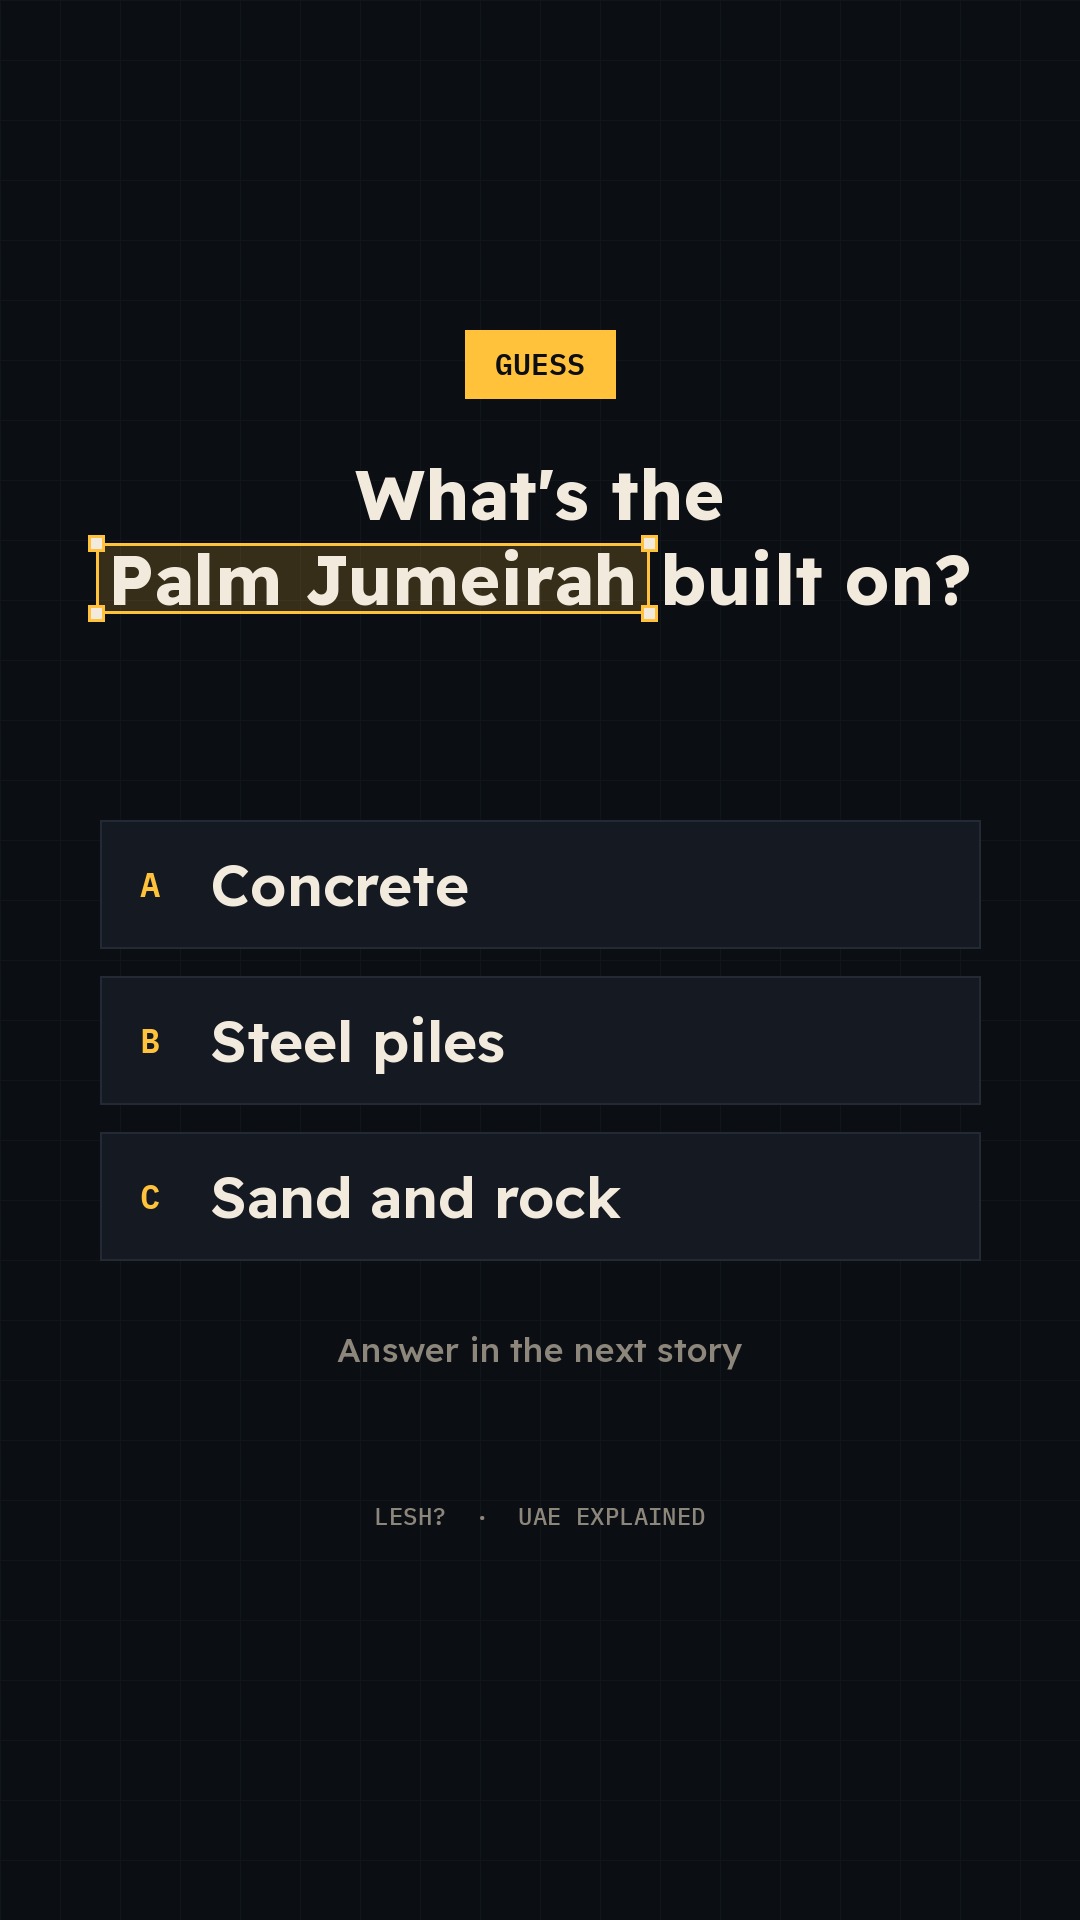 GUESS
What's the
Palm Jumeirah built on?
A Concrete
B Steel piles
C Sand and rock
Answer in the next story
LESH? · UAE EXPLAINED